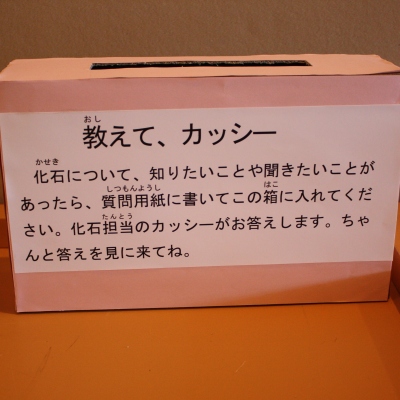 教えて、カッシー
化石について、知りたいことや聞きたいことが
あったら、質問用紙に書いてこの箱に入れてくだ
さい。化石担当のカッシーがお答えします。ちゃ
んと答えを見に来てね。